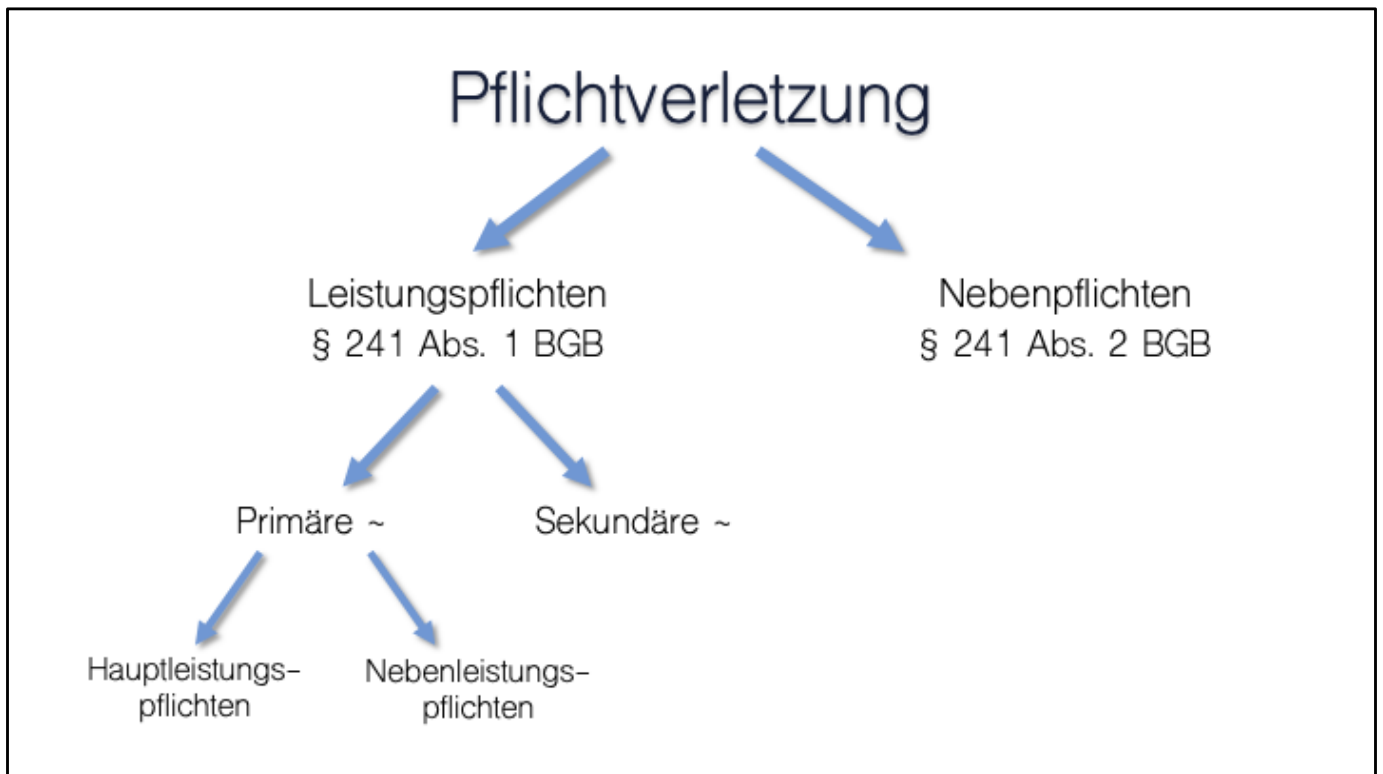 Pflichtverletzung
Leistungspflichten
§ 241 Abs. 1 BGB
Nebenpflichten
§ 241 Abs. 2 BGB
Primäre ~
Sekundäre ~
Hauptleistungs-
pflichten
Nebenleistungs-
pflichten